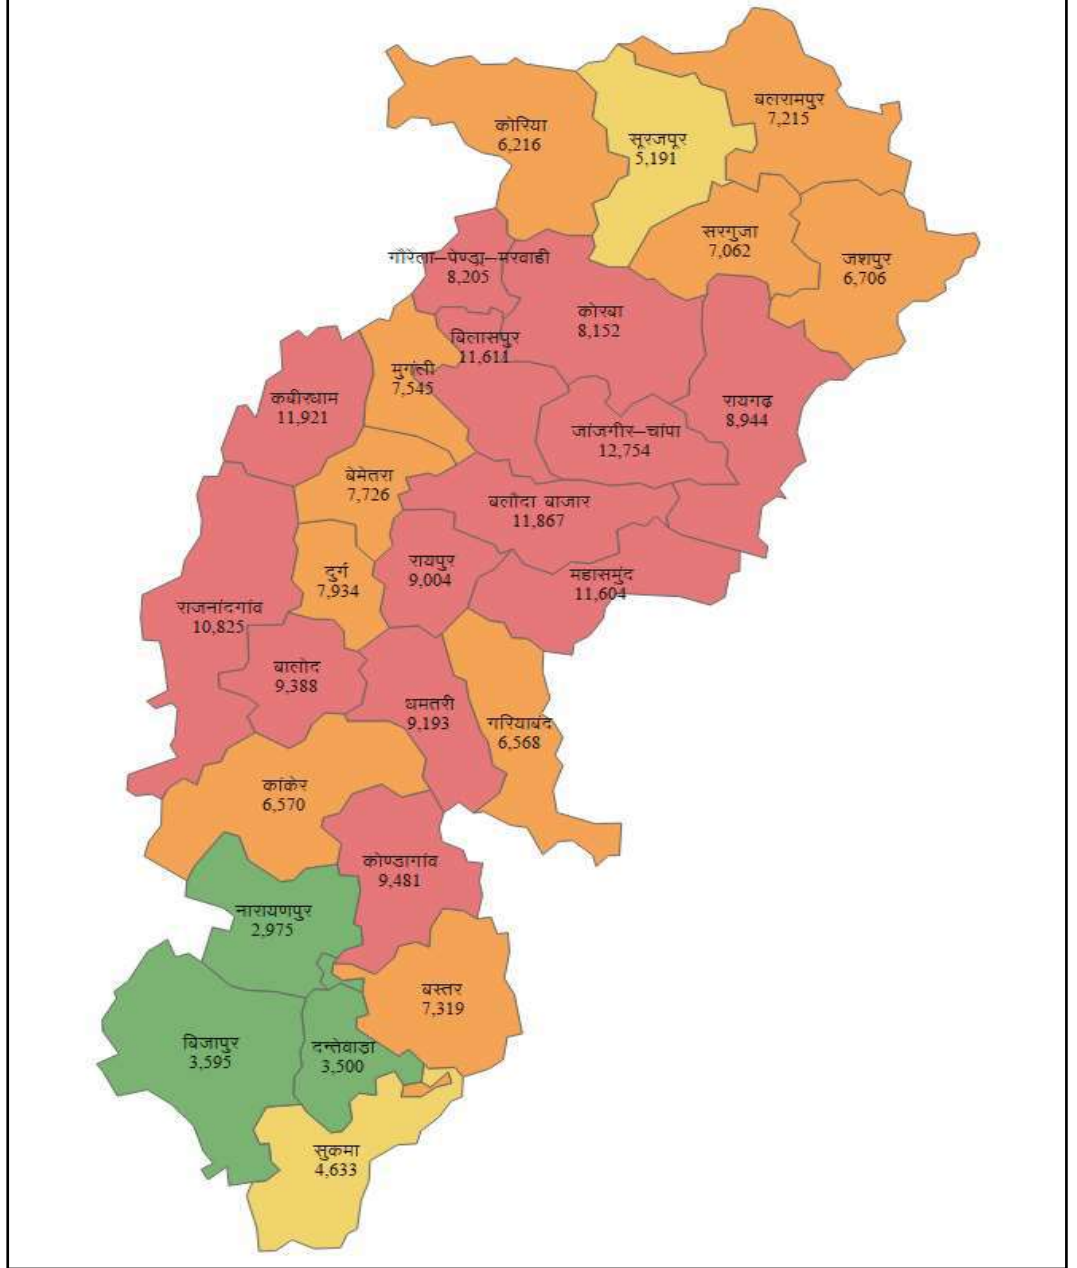 बलरामपुर
7,215
कोरिया
6,216
सूरजपूर
5,191
सरगुजा
7,062
जशपुर
6,706
गौरेला–पेण्ड्रा–मरवाही
8,205
कोरबा
8,152
बिलासपुर
11,611
मुगंली
7,545
कबीरधाम
11,921
रायगढ़
8,944
जांजगीर–चांपा
12,754
बेमेतरा
7,726
बलौदा बाजार
11,867
रायपुर
9,004
दुर्ग
7,934
महासमुंद
11,604
राजनांदगांव
10,825
बालोद
9,388
धमतरी
9,193
गरियाबंद
6,568
कांकेर
6,570
कोण्डागांव
9,481
नारायणपुर
2,975
बस्तर
7,319
बिजापुर
3,595
दन्तेवाड़ा
3,500
सुकमा
4,633